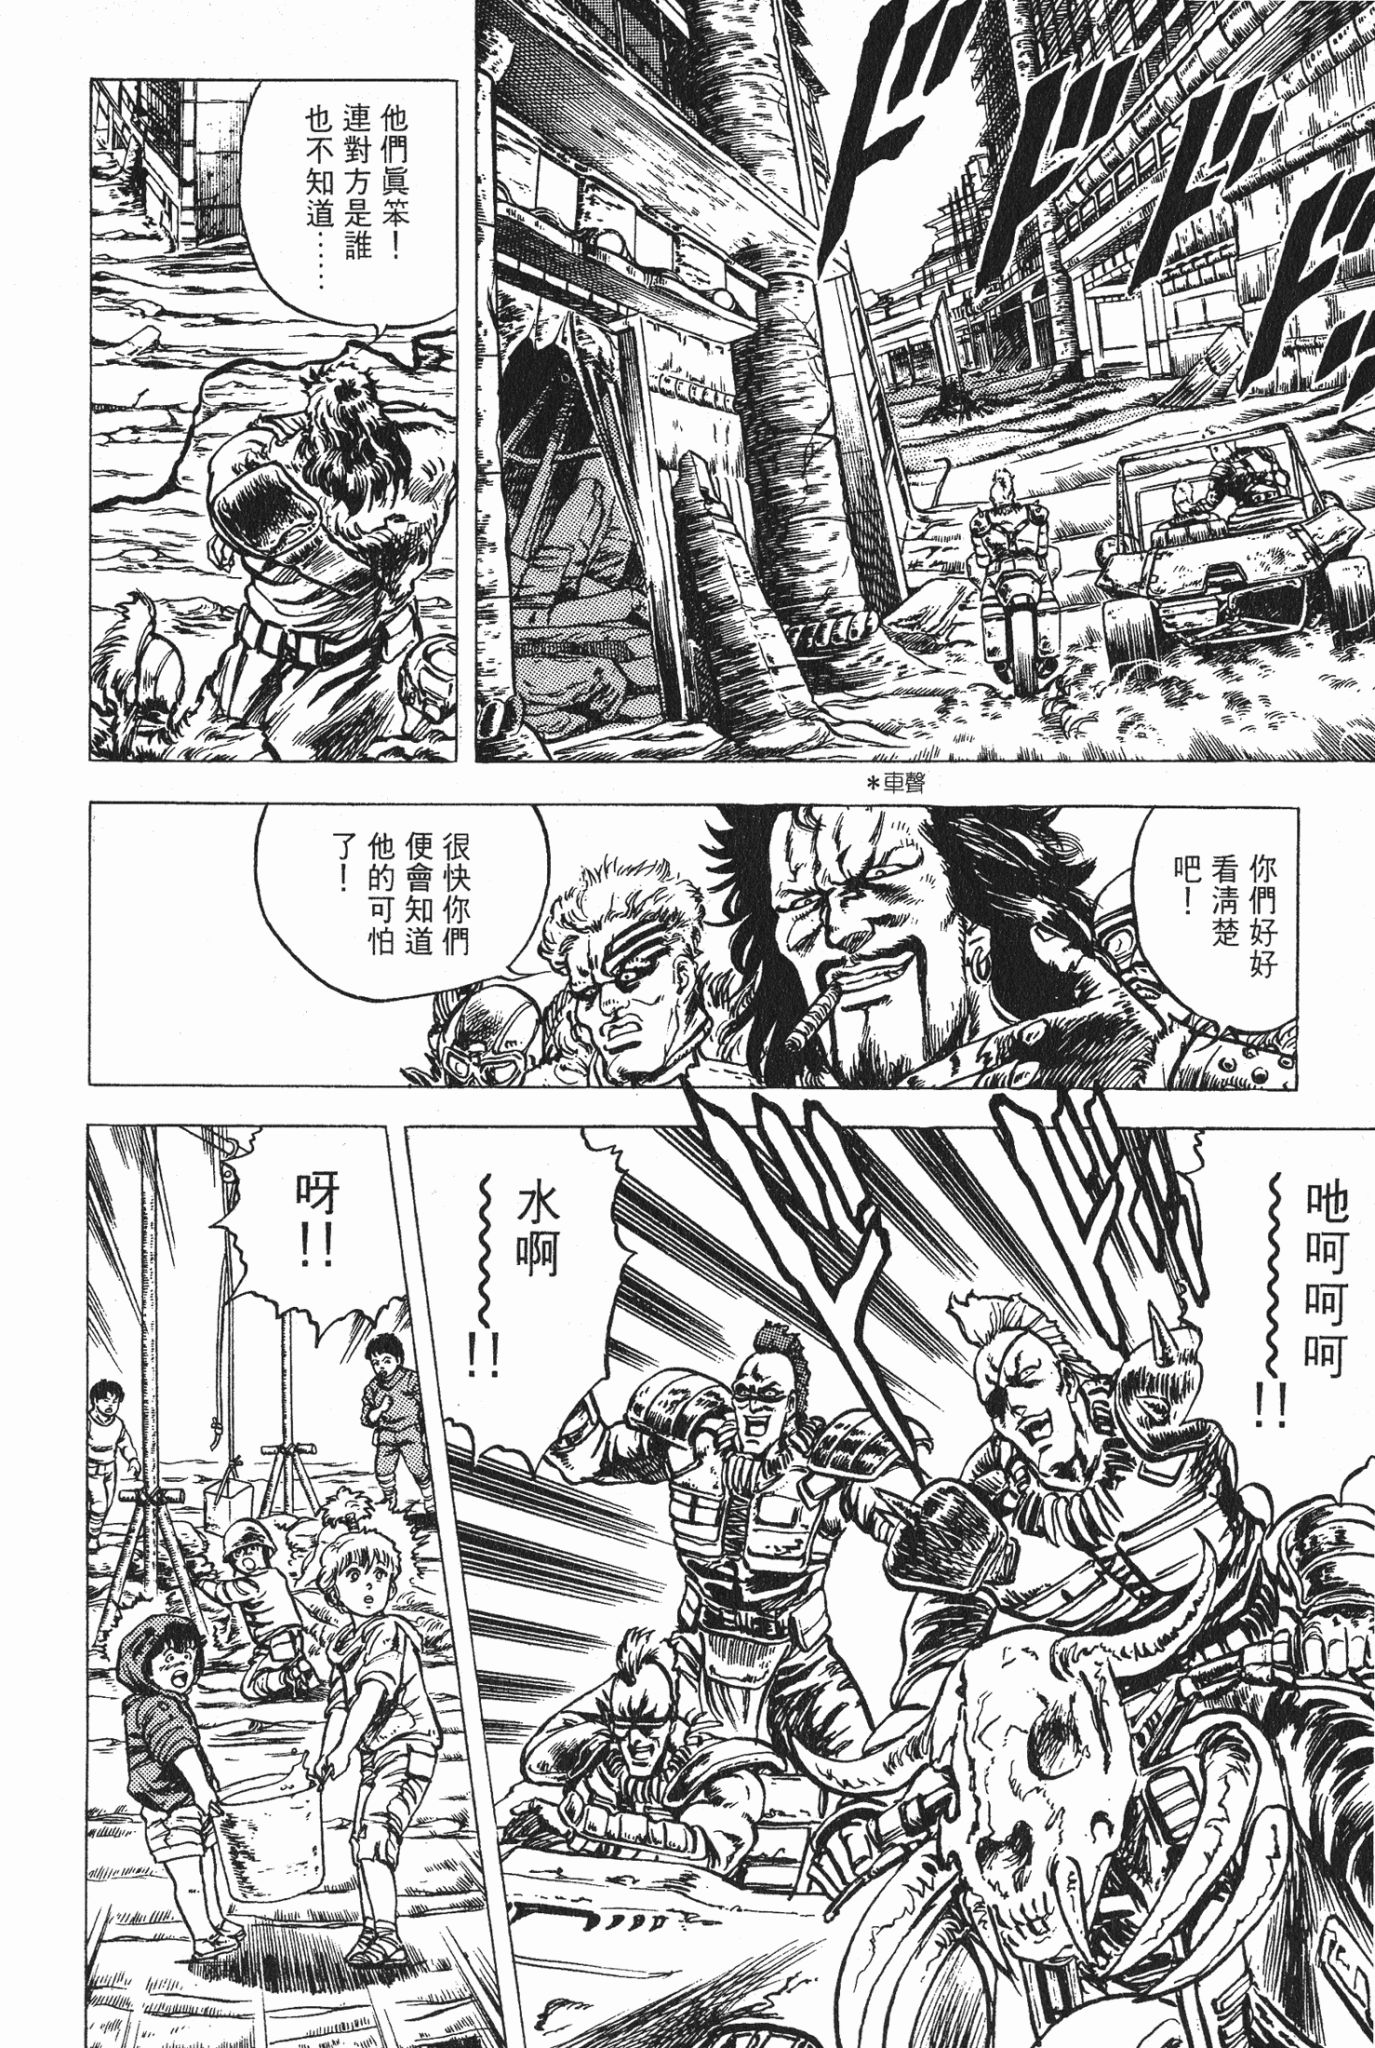 ドドドドド
*車聲
他們眞笨！
連對方是誰
也不知道……
你們好好
看淸楚
吧！
很快你們
便會知道
他的可怕
了！
吔呵呵呵
～～!!
水啊
～～!!
呀!!